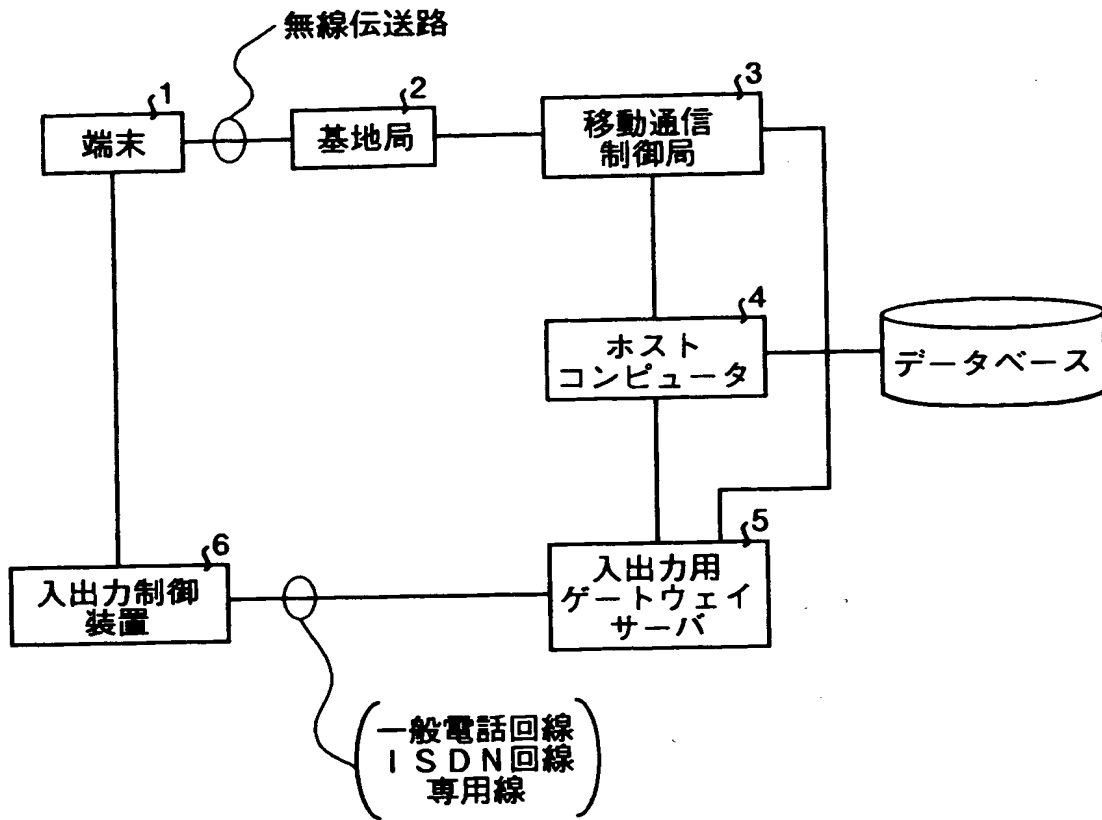 無線伝送路
1
端末
2
基地局
3
移動通信
制御局
4
ホスト
コンピュータ
データベース
5
入出力用
ゲートウェイ
サーバ
6
入出力制御
装置
一般電話回線
ISDN回線
専用線